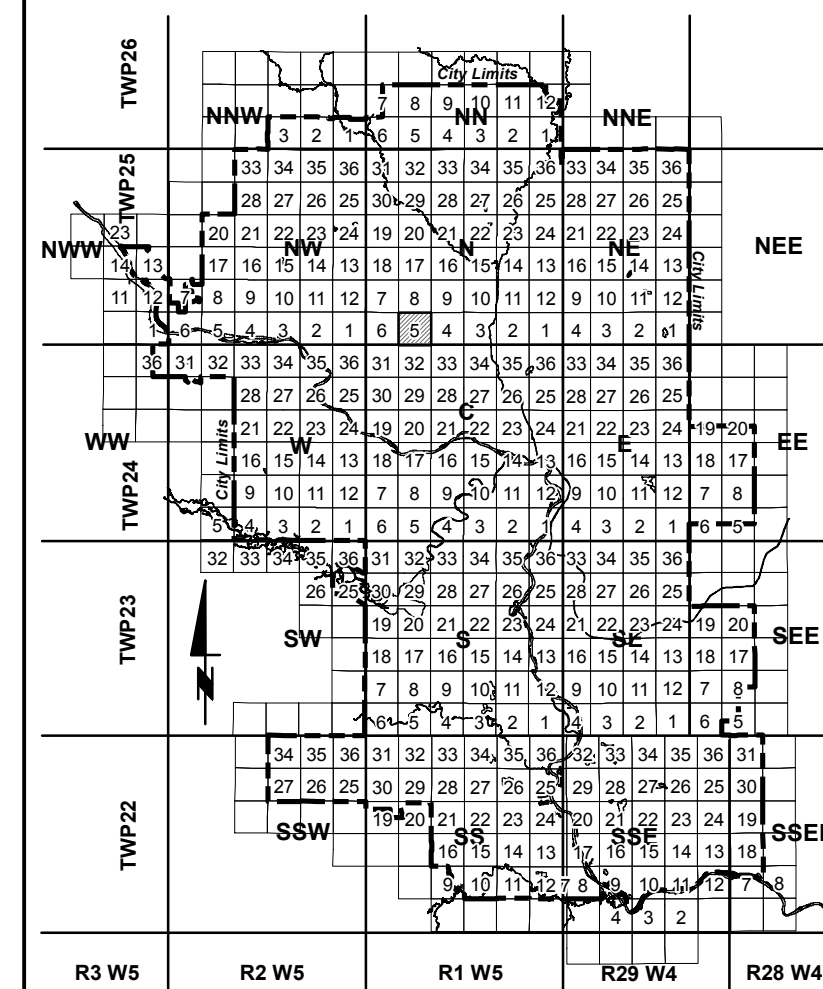 City Limits
TWP26
7 8 9 10 11 12
NNW NN NNE
3 2 1 6 5 4 3 2 1
TWP25
33 34 35 36 31 32 33 34 35 36 33 34 35 36
28 27 26 25 30 29 28 27 26 25 28 27 26 25
23 20 21 22 23 24 19 20 21 22 23 24 21 22 23 24
NWW NW N NE NEE
14 13 17 16 15 14 13 18 17 16 15 14 13 16 15 14 13
City Limits
11 12 7 8 9 10 11 12 7 8 9 10 11 12 9 10 11 12
1 6 5 4 3 2 1 6 5 4 3 2 1 4 3 2 1
36 31 32 33 34 35 36 31 32 33 34 35 36 33 34 35 36
28 27 26 25 30 29 28 27 26 25 28 27 26 25
C
21 22 23 24 19 20 21 22 23 24 21 22 23 24 19 20
WW W E EE
City Limits
16 15 14 13 18 17 16 15 14 13 16 15 14 13 18 17
TWP24
9 10 11 12 7 8 9 10 11 12 9 10 11 12 7 8
5 4 3 2 1 6 5 4 3 2 1 4 3 2 1 6 5
32 33 34 35 36 31 32 33 34 35 36 33 34 35 36
26 25 30 29 28 27 26 25 28 27 26 25
TWP23
19 20 21 22 23 24 21 22 23 24 19 20
SW S SE SEE
18 17 16 15 14 13 16 15 14 13 18 17
N
7 8 9 10 11 12 9 10 11 12 7 8
6 5 4 3 2 1 4 3 2 1 6 5
34 35 36 31 32 33 34 35 36 32 33 34 35 36 31
27 26 25 30 29 28 27 26 25 29 28 27 26 25 30
TWP22
19 20 21 22 23 24 20 21 22 23 24 19
SSW SS SSE SSEE
16 15 14 13 17 16 15 14 13 18
9 10 11 12 7 8 9 10 11 12 7 8
4 3 2
R3 W5 R2 W5 R1 W5 R29 W4 R28 W4